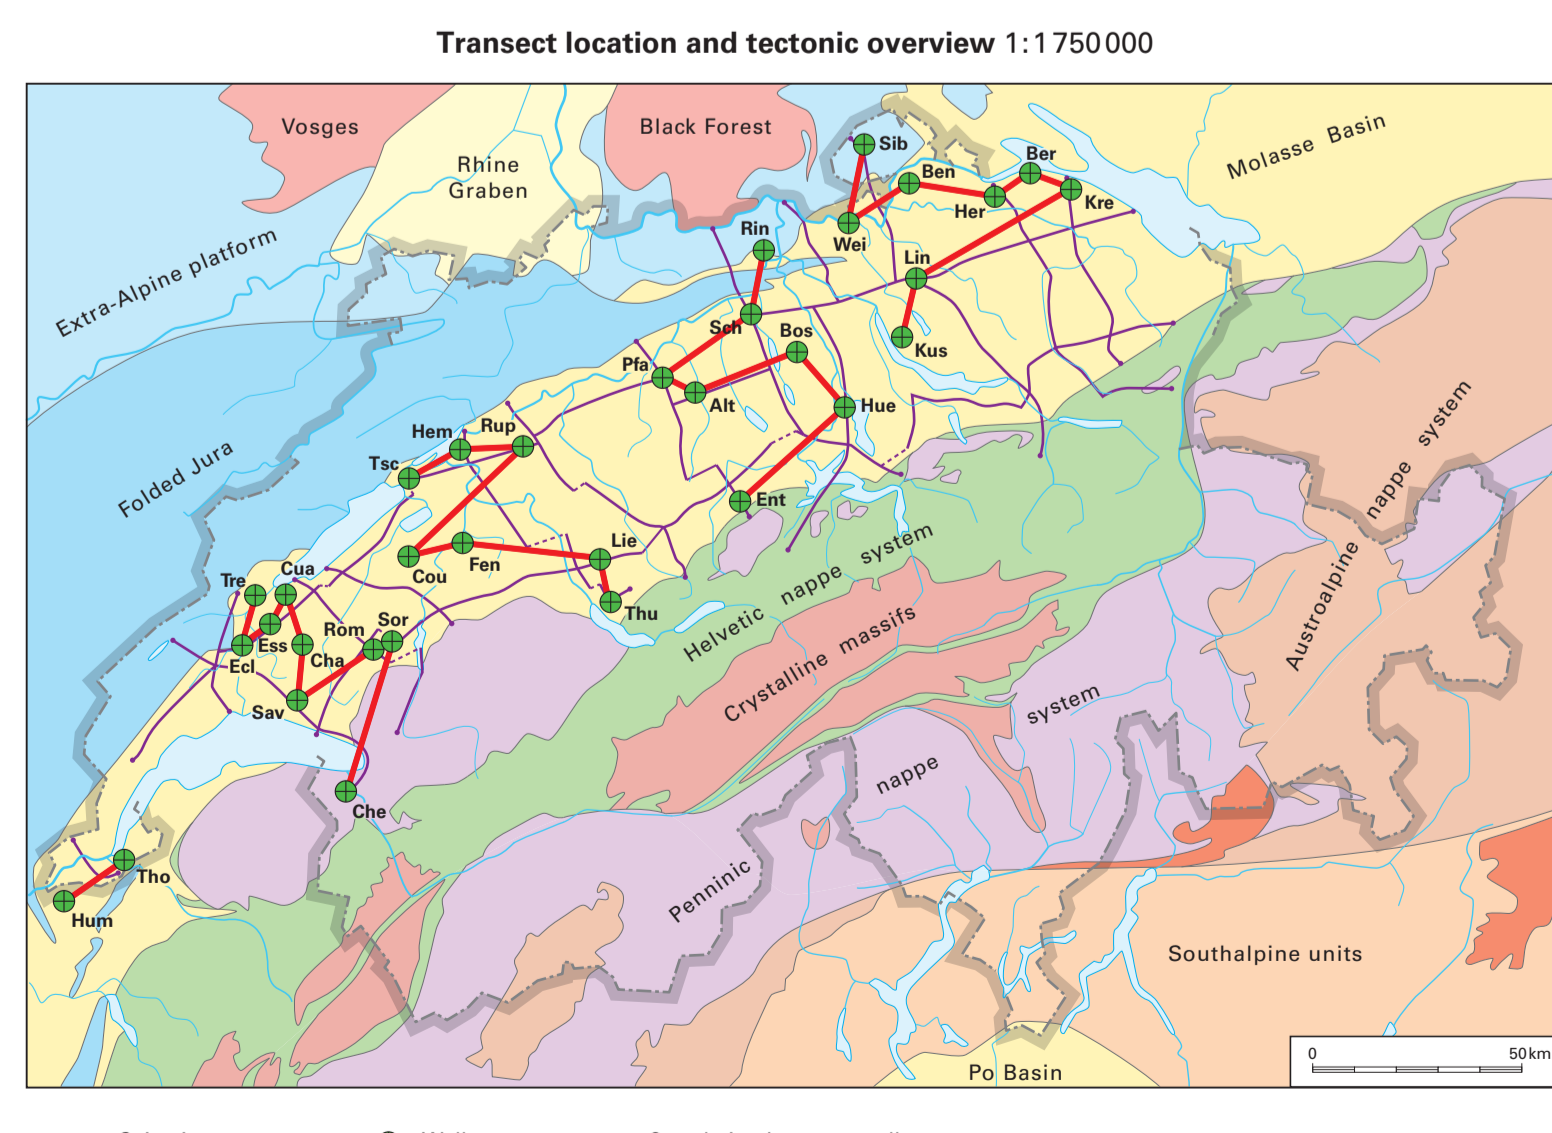 Transect location and tectonic overview 1:1 750 000
Vosges
Black Forest
Rhine
Graben
Molasse Basin
Extra-Alpine platform
Folded Jura
Sib
Ben
Ber
Her
Kre
Wei
Rin
Lin
Sch
Bos
Kus
Pfa
Alt
Hue
Hem
Rup
Tsc
Ent
Cou
Fen
Lie
Thu
Tre
Cua
Ess
Ecl
Cha
Rom
Sor
Sav
Che
Tho
Hum
Helvetic nappe system
Crystalline massifs
Penninic nappe system
Austroalpine nappe system
Southalpine units
Po Basin
0 50 km